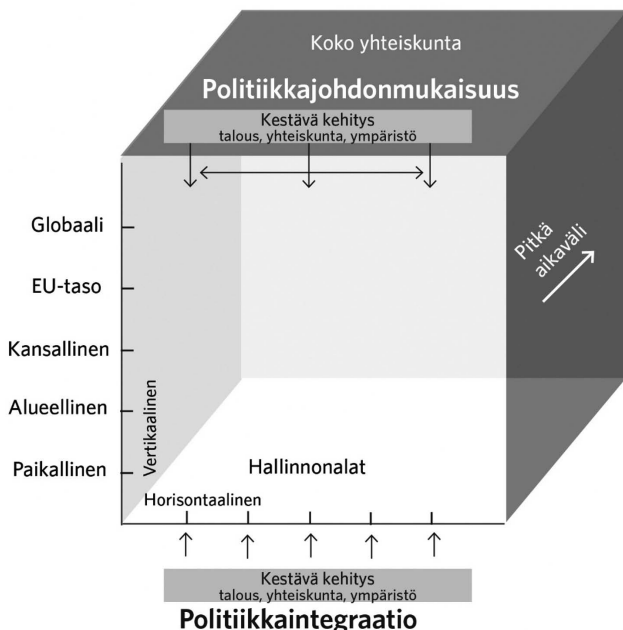 Koko yhteiskunta
Politiikkajohdonmukaisuus
Kestävä kehitys
talous, yhteiskunta, ympäristö
Pitkä
aikaväli
Globaali
EU-taso
Kansallinen
Alueellinen
Paikallinen
Vertikaalinen
Hallinnonalat
Horisontaalinen
Kestävä kehitys
talous, yhteiskunta, ympäristö
Politiikkaintegraatio